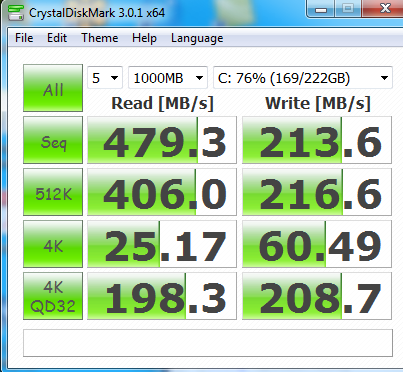 CrystalDiskMark 3.0.1 x64
File Edit Theme Help Language
All 5 1000MB C: 76% (169/222GB)
Read [MB/s] Write [MB/s]
Seq 479.3 213.6
512K 406.0 216.6
4K 25.17 60.49
4K QD32 198.3 208.7